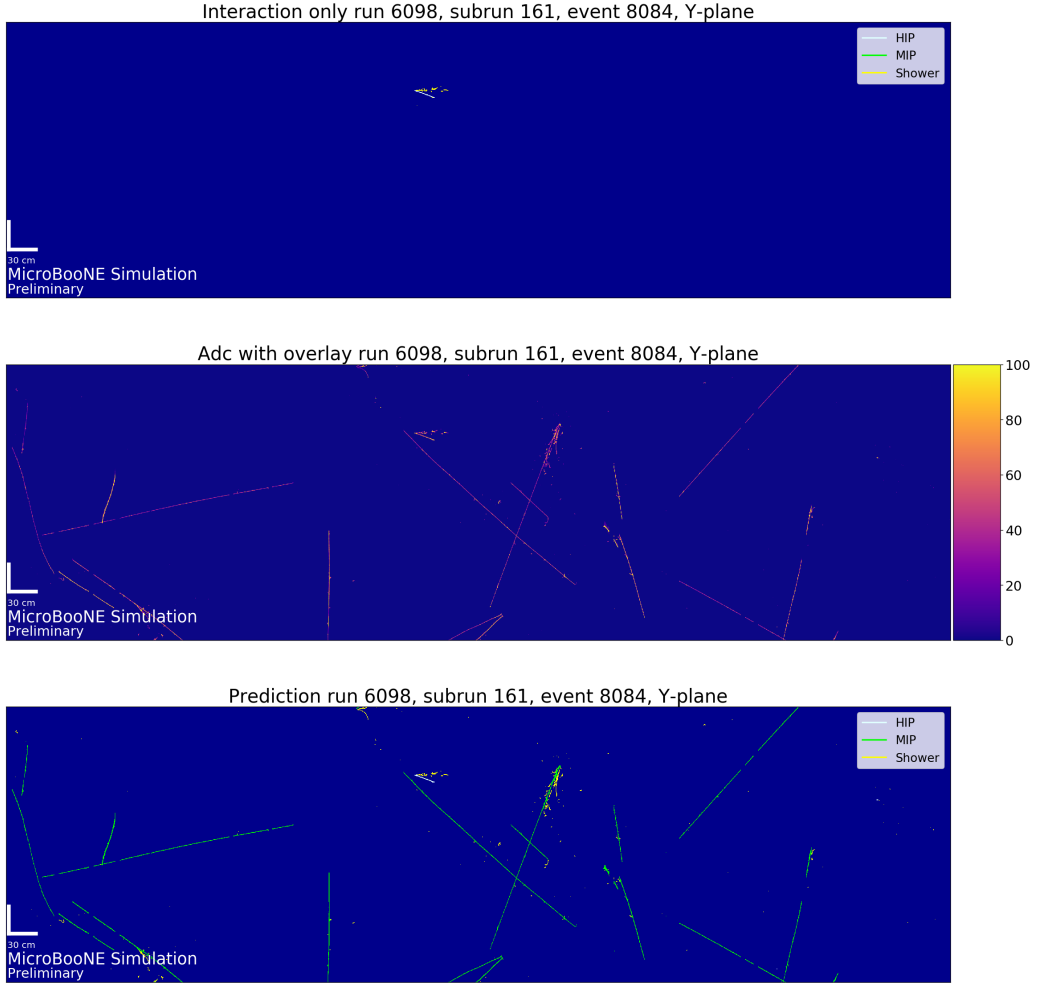 Interaction only run 6098, subrun 161, event 8084, Y-plane
HIP
MIP
Shower
30 cm
MicroBooNE Simulation
Preliminary
Adc with overlay run 6098, subrun 161, event 8084, Y-plane
100
80
60
40
20
0
30 cm
MicroBooNE Simulation
Preliminary
Prediction run 6098, subrun 161, event 8084, Y-plane
HIP
MIP
Shower
30 cm
MicroBooNE Simulation
Preliminary